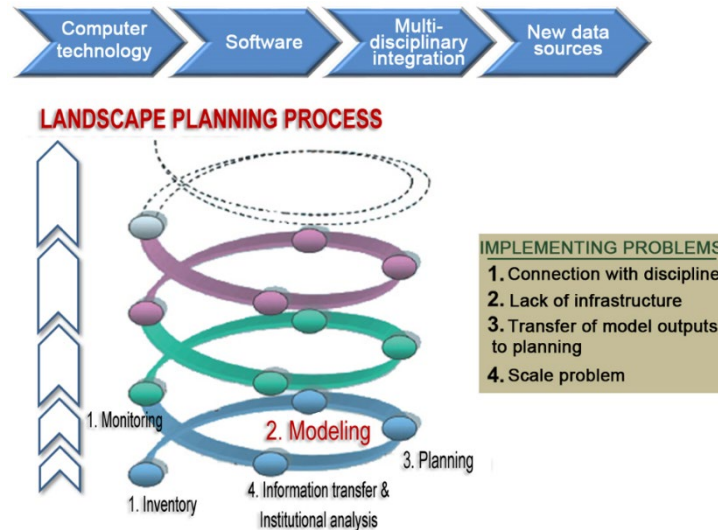 Computer
technology
Software
Multi-
disciplinary
integration
New data
sources
LANDSCAPE PLANNING PROCESS
IMPLEMENTING PROBLEMS
1. Connection with discipline
2. Lack of infrastructure
3. Transfer of model outputs
to planning
4. Scale problem
1. Monitoring
2. Modeling
3. Planning
1. Inventory
4. Information transfer &
Institutional analysis